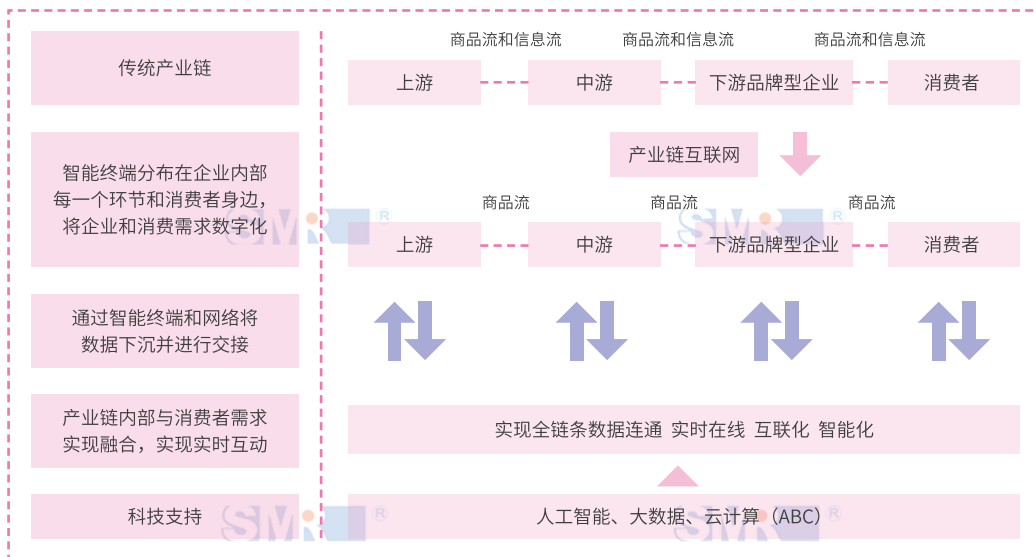 传统产业链
商品流和信息流 商品流和信息流 商品流和信息流
上游 中游 下游品牌型企业 消费者
产业链互联网
智能终端分布在企业内部
每一个环节和消费者身边，
将企业和消费需求数字化
商品流 商品流 商品流
上游 中游 下游品牌型企业 消费者
通过智能终端和网络将
数据下沉并进行交接
产业链内部与消费者需求
实现融合，实现实时互动
实现全链条数据连通 实时在线 互联化 智能化
科技支持
人工智能、大数据、云计算（ABC）
SMR ®
SMR ®
SMR ®
SMR ®